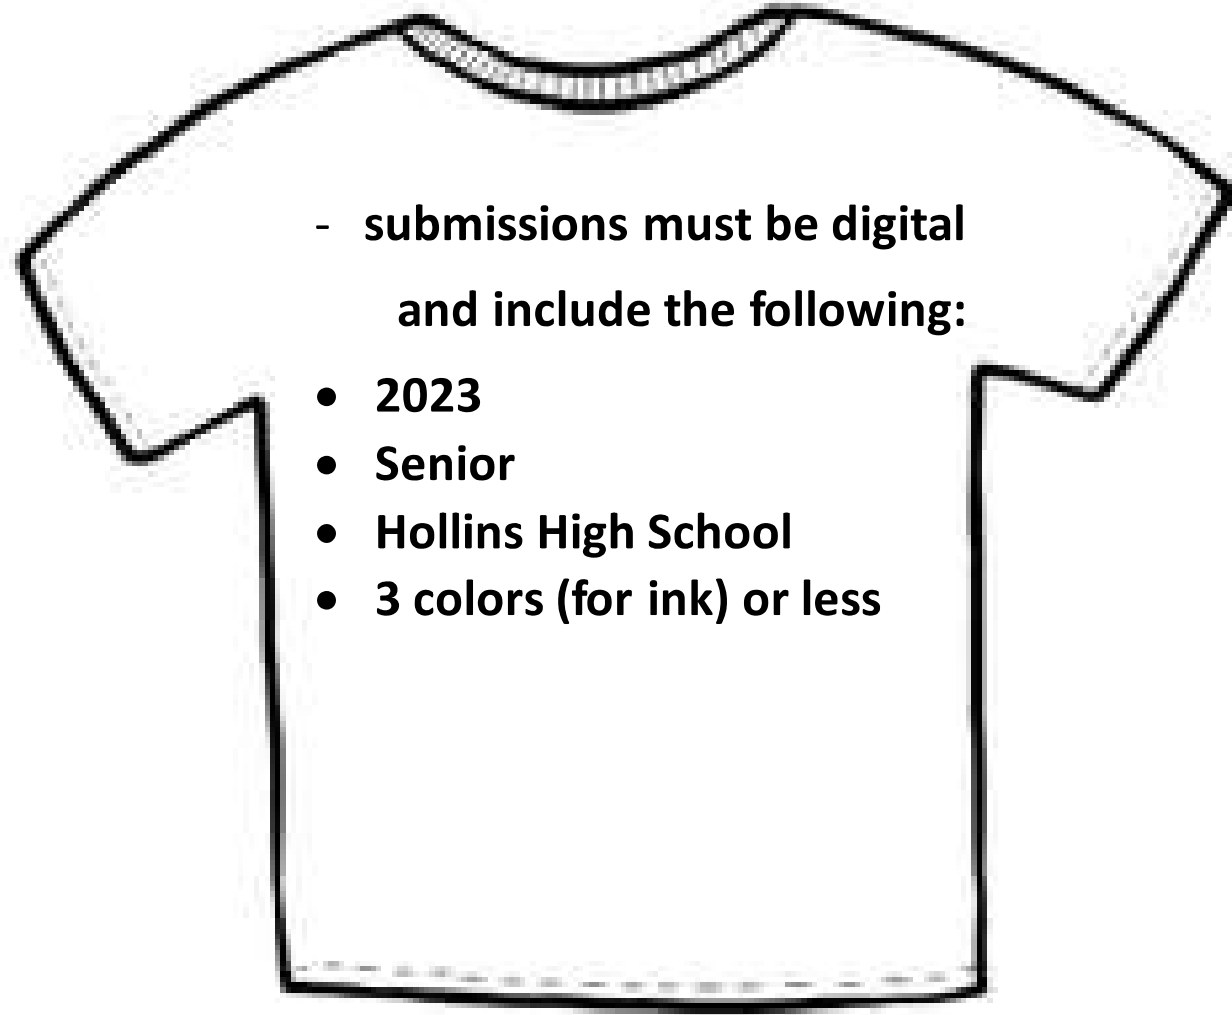 - submissions must be digital
and include the following:
• 2023
• Senior
• Hollins High School
• 3 colors (for ink) or less